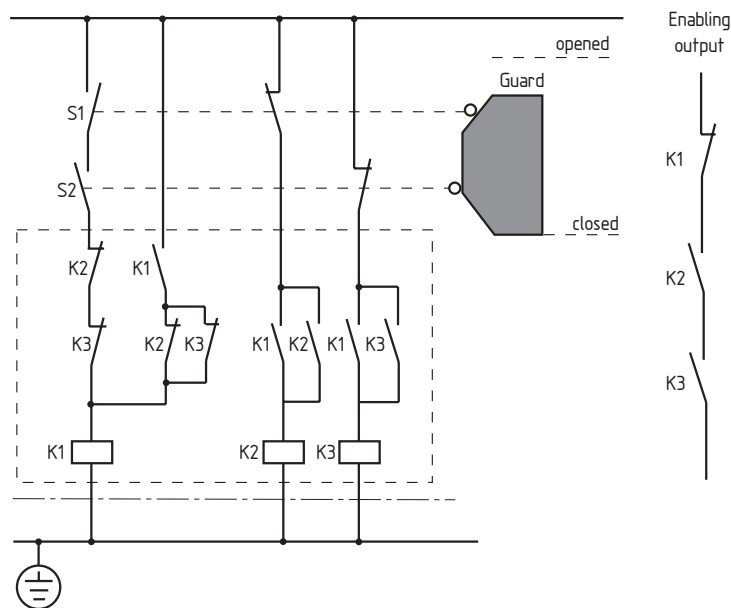 Enabling
output
opened
Guard
S1
K1
S2
closed
K2
K1
K2
K3
K2
K3
K1
K2
K1
K3
K3
K1
K2
K3